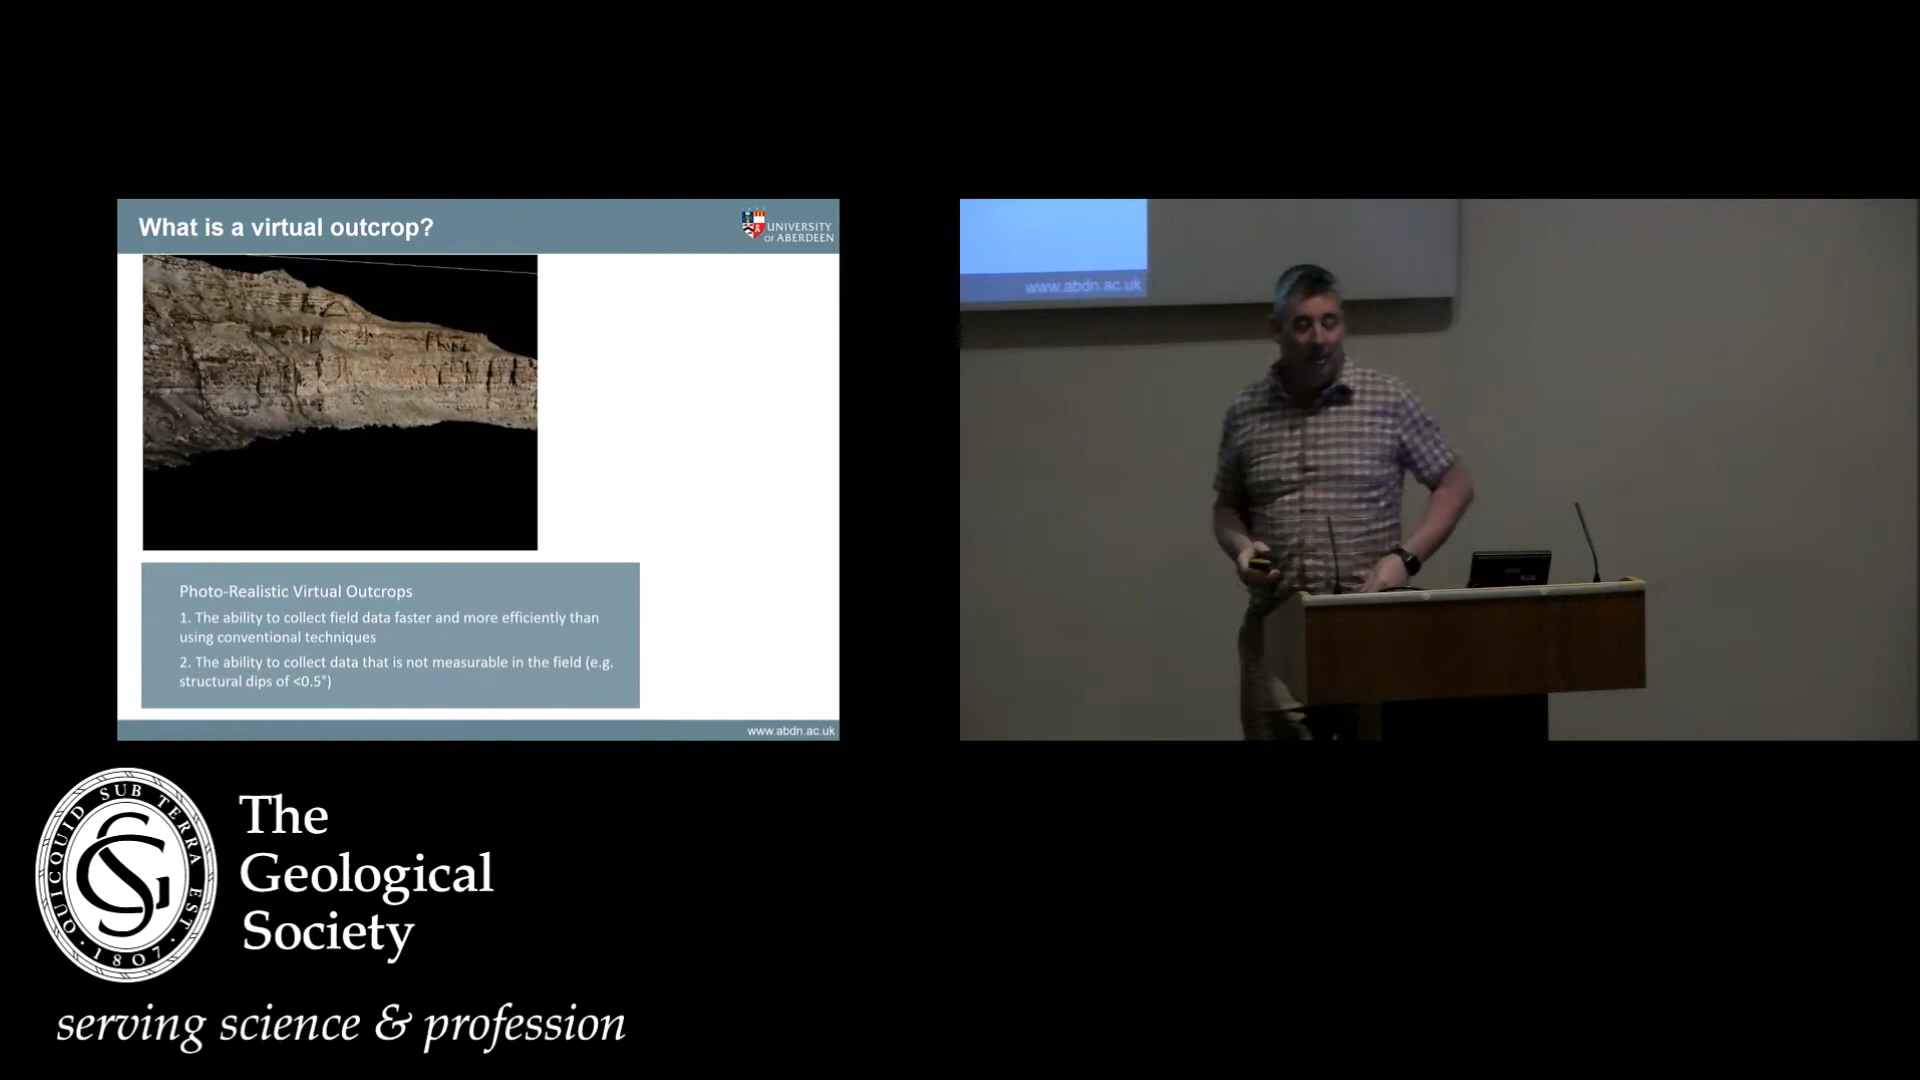 What is a virtual outcrop?
UNIVERSITY
OF ABERDEEN
Photo-Realistic Virtual Outcrops
1. The ability to collect field data faster and more efficiently than
using conventional techniques
2. The ability to collect data that is not measurable in the field (e.g.
structural dips of <0.5°)
www.abdn.ac.uk
www.abdn.ac.uk
QUICQUID SUB TERRA EST
· 1807 ·
GS
The
Geological
Society
serving science & profession